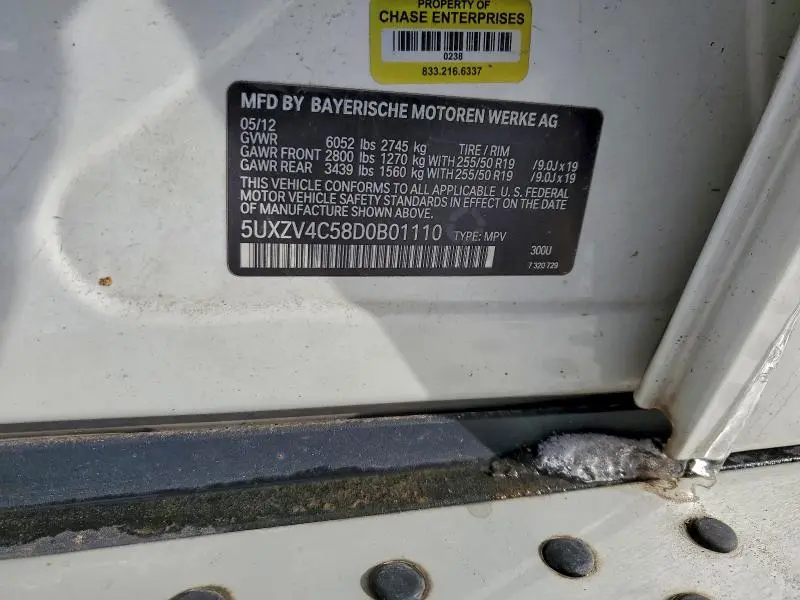 PROPERTY OF
CHASE ENTERPRISES
0238
833.216.6337
MFD BY BAYERISCHE MOTOREN WERKE AG
05/12
GVWR 6052 lbs 2745 kg TIRE / RIM
GAWR FRONT 2800 lbs 1270 kg WITH 255/50 R19 /9.0J x 19
GAWR REAR 3439 lbs 1560 kg WITH 255/50 R19 /9.0J x 19
THIS VEHICLE CONFORMS TO ALL APPLICABLE U.S. FEDERAL
MOTOR VEHICLE SAFETY STANDARDS IN EFFECT ON THE DATE
OF MANUFACTURE SHOWN ABOVE.
5UXZV4C58D0B01110 TYPE: MPV
300U
7 320 729